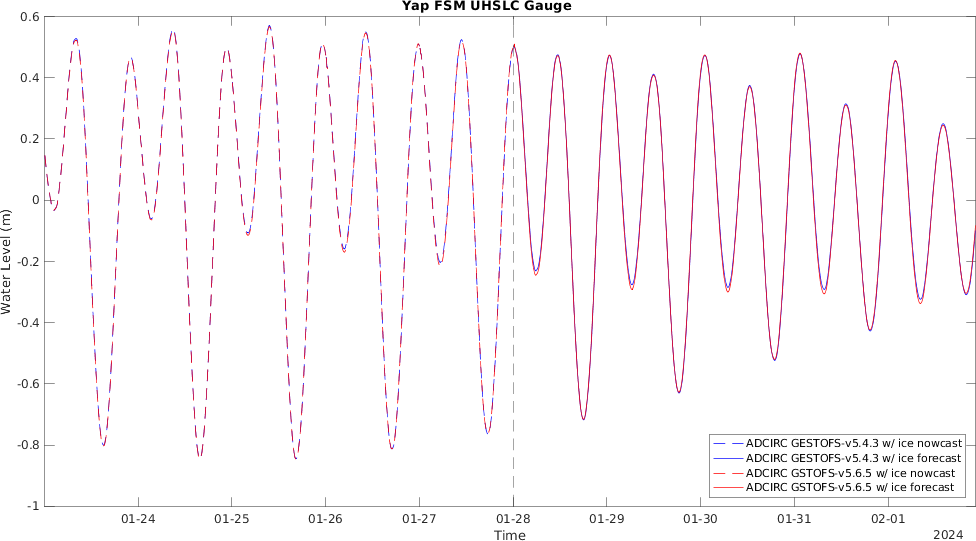 Yap FSM UHSLC Gauge
0.6
0.4
0.2
0
-0.2
-0.4
-0.6
-0.8
-1
Water Level (m)
ADCIRC GESTOFS-v5.4.3 w/ ice nowcast
ADCIRC GESTOFS-v5.4.3 w/ ice forecast
ADCIRC GSTOFS-v5.6.5 w/ ice nowcast
ADCIRC GSTOFS-v5.6.5 w/ ice forecast
01-24 01-25 01-26 01-27 01-28 01-29 01-30 01-31 02-01
Time
2024